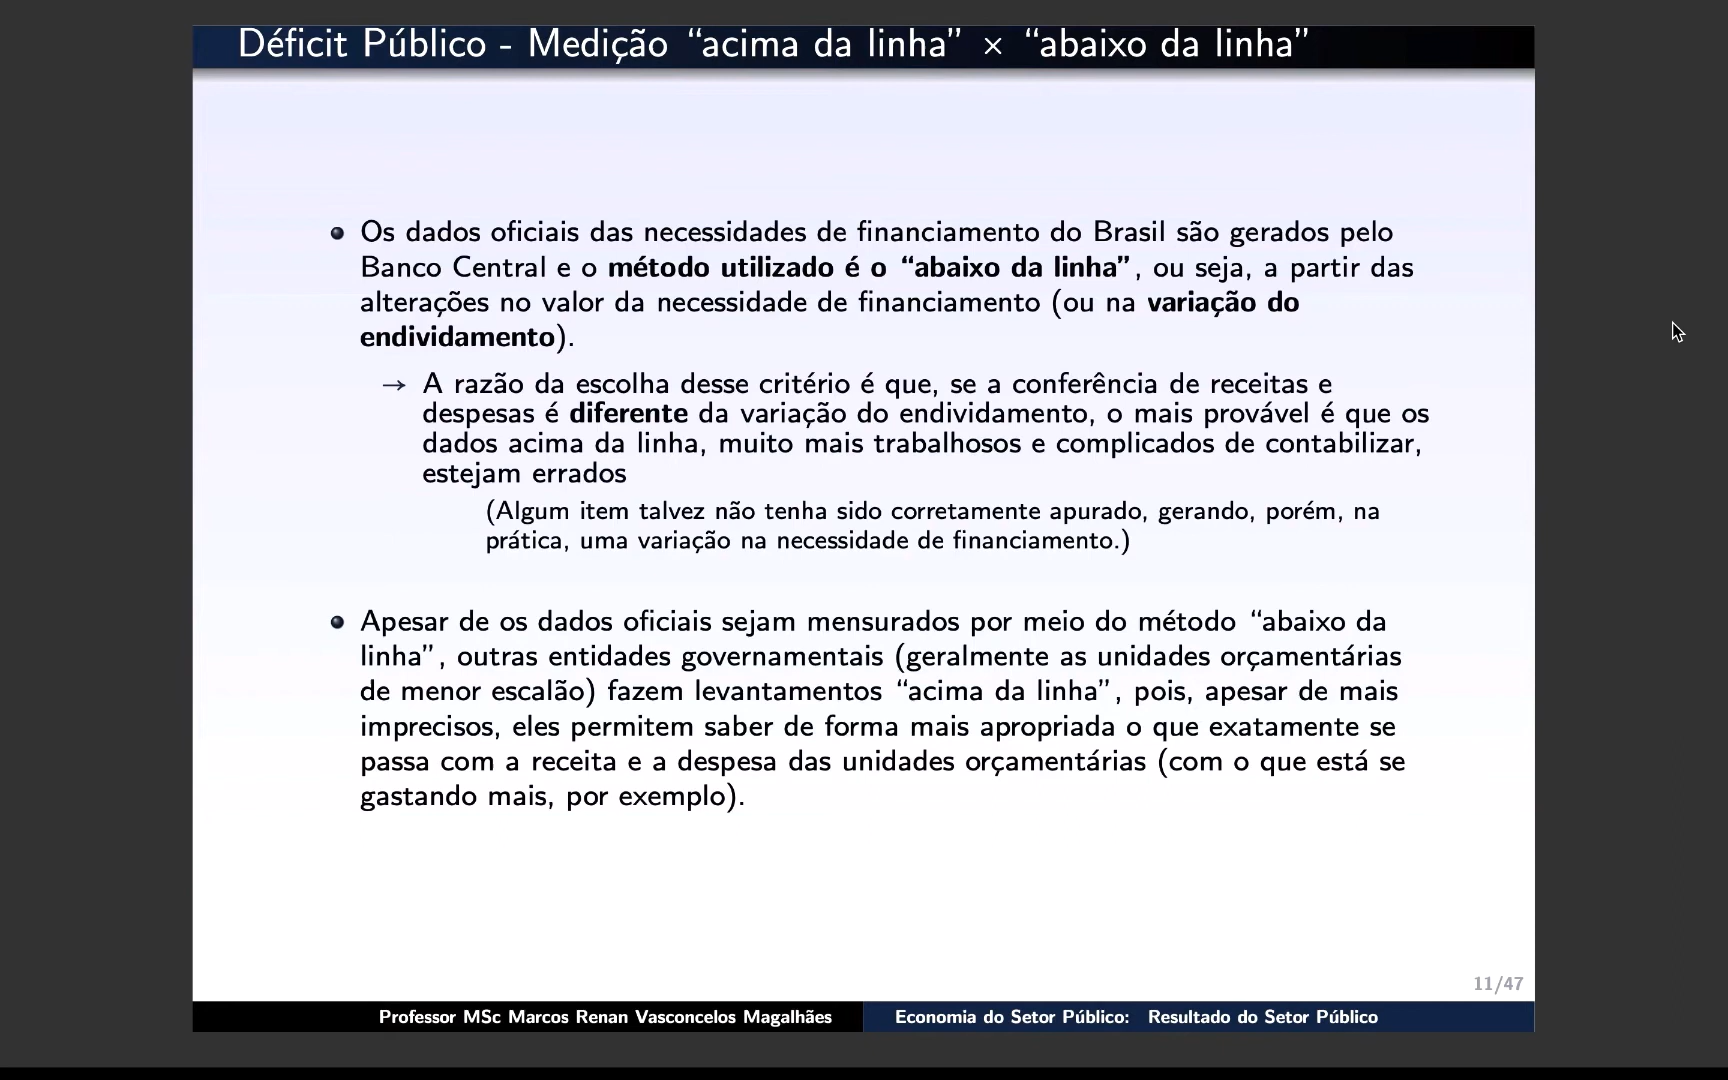 Déficit Público - Medição “acima da linha” × “abaixo da linha”
Os dados oficiais das necessidades de financiamento do Brasil são gerados pelo
Banco Central e o método utilizado é o “abaixo da linha”, ou seja, a partir das
alterações no valor da necessidade de financiamento (ou na variação do
endividamento).
→ A razão da escolha desse critério é que, se a conferência de receitas e
despesas é diferente da variação do endividamento, o mais provável é que os
dados acima da linha, muito mais trabalhosos e complicados de contabilizar,
estejam errados
(Algum item talvez não tenha sido corretamente apurado, gerando, porém, na
prática, uma variação na necessidade de financiamento.)
Apesar de os dados oficiais sejam mensurados por meio do método “abaixo da
linha”, outras entidades governamentais (geralmente as unidades orçamentárias
de menor escalão) fazem levantamentos “acima da linha”, pois, apesar de mais
imprecisos, eles permitem saber de forma mais apropriada o que exatamente se
passa com a receita e a despesa das unidades orçamentárias (com o que está se
gastando mais, por exemplo).
11/47
Professor MSc Marcos Renan Vasconcelos Magalhães
Economia do Setor Público: Resultado do Setor Público